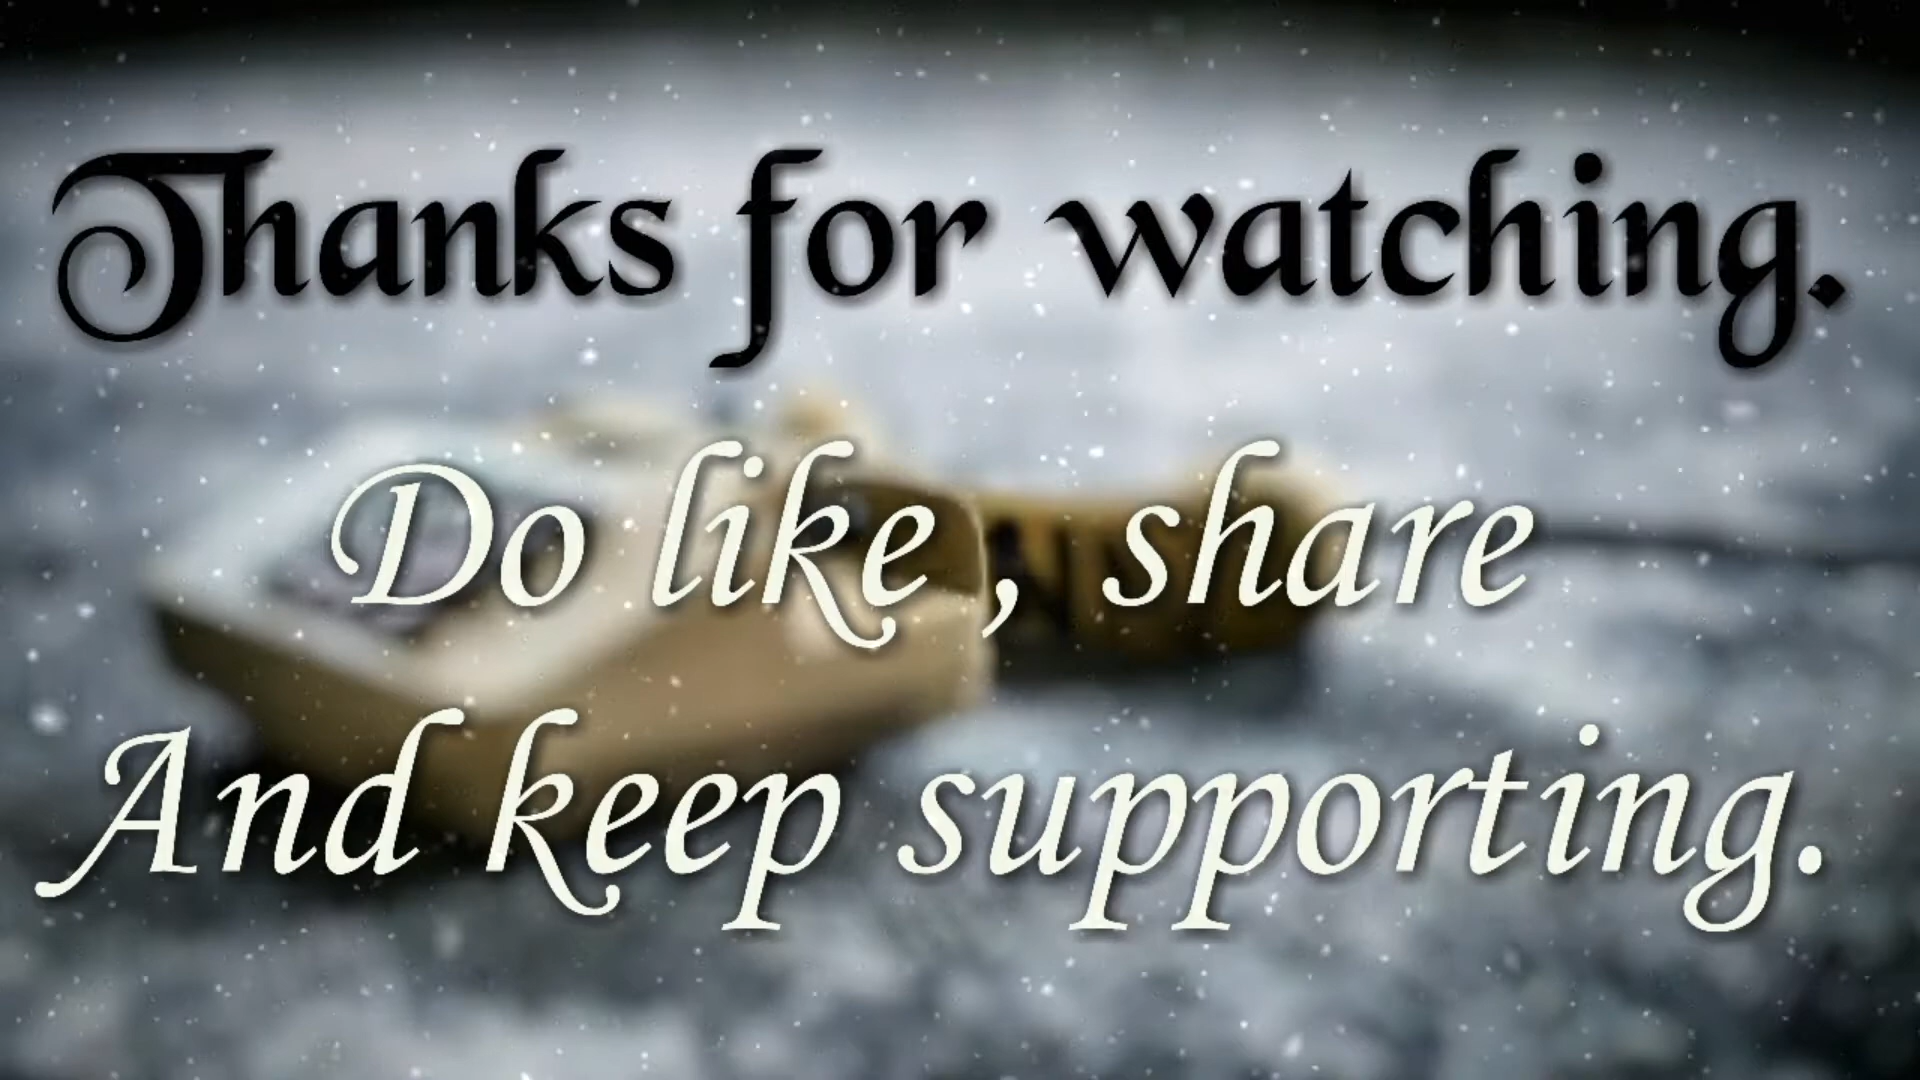 Thanks for watching.
Do like , share
And keep supporting.